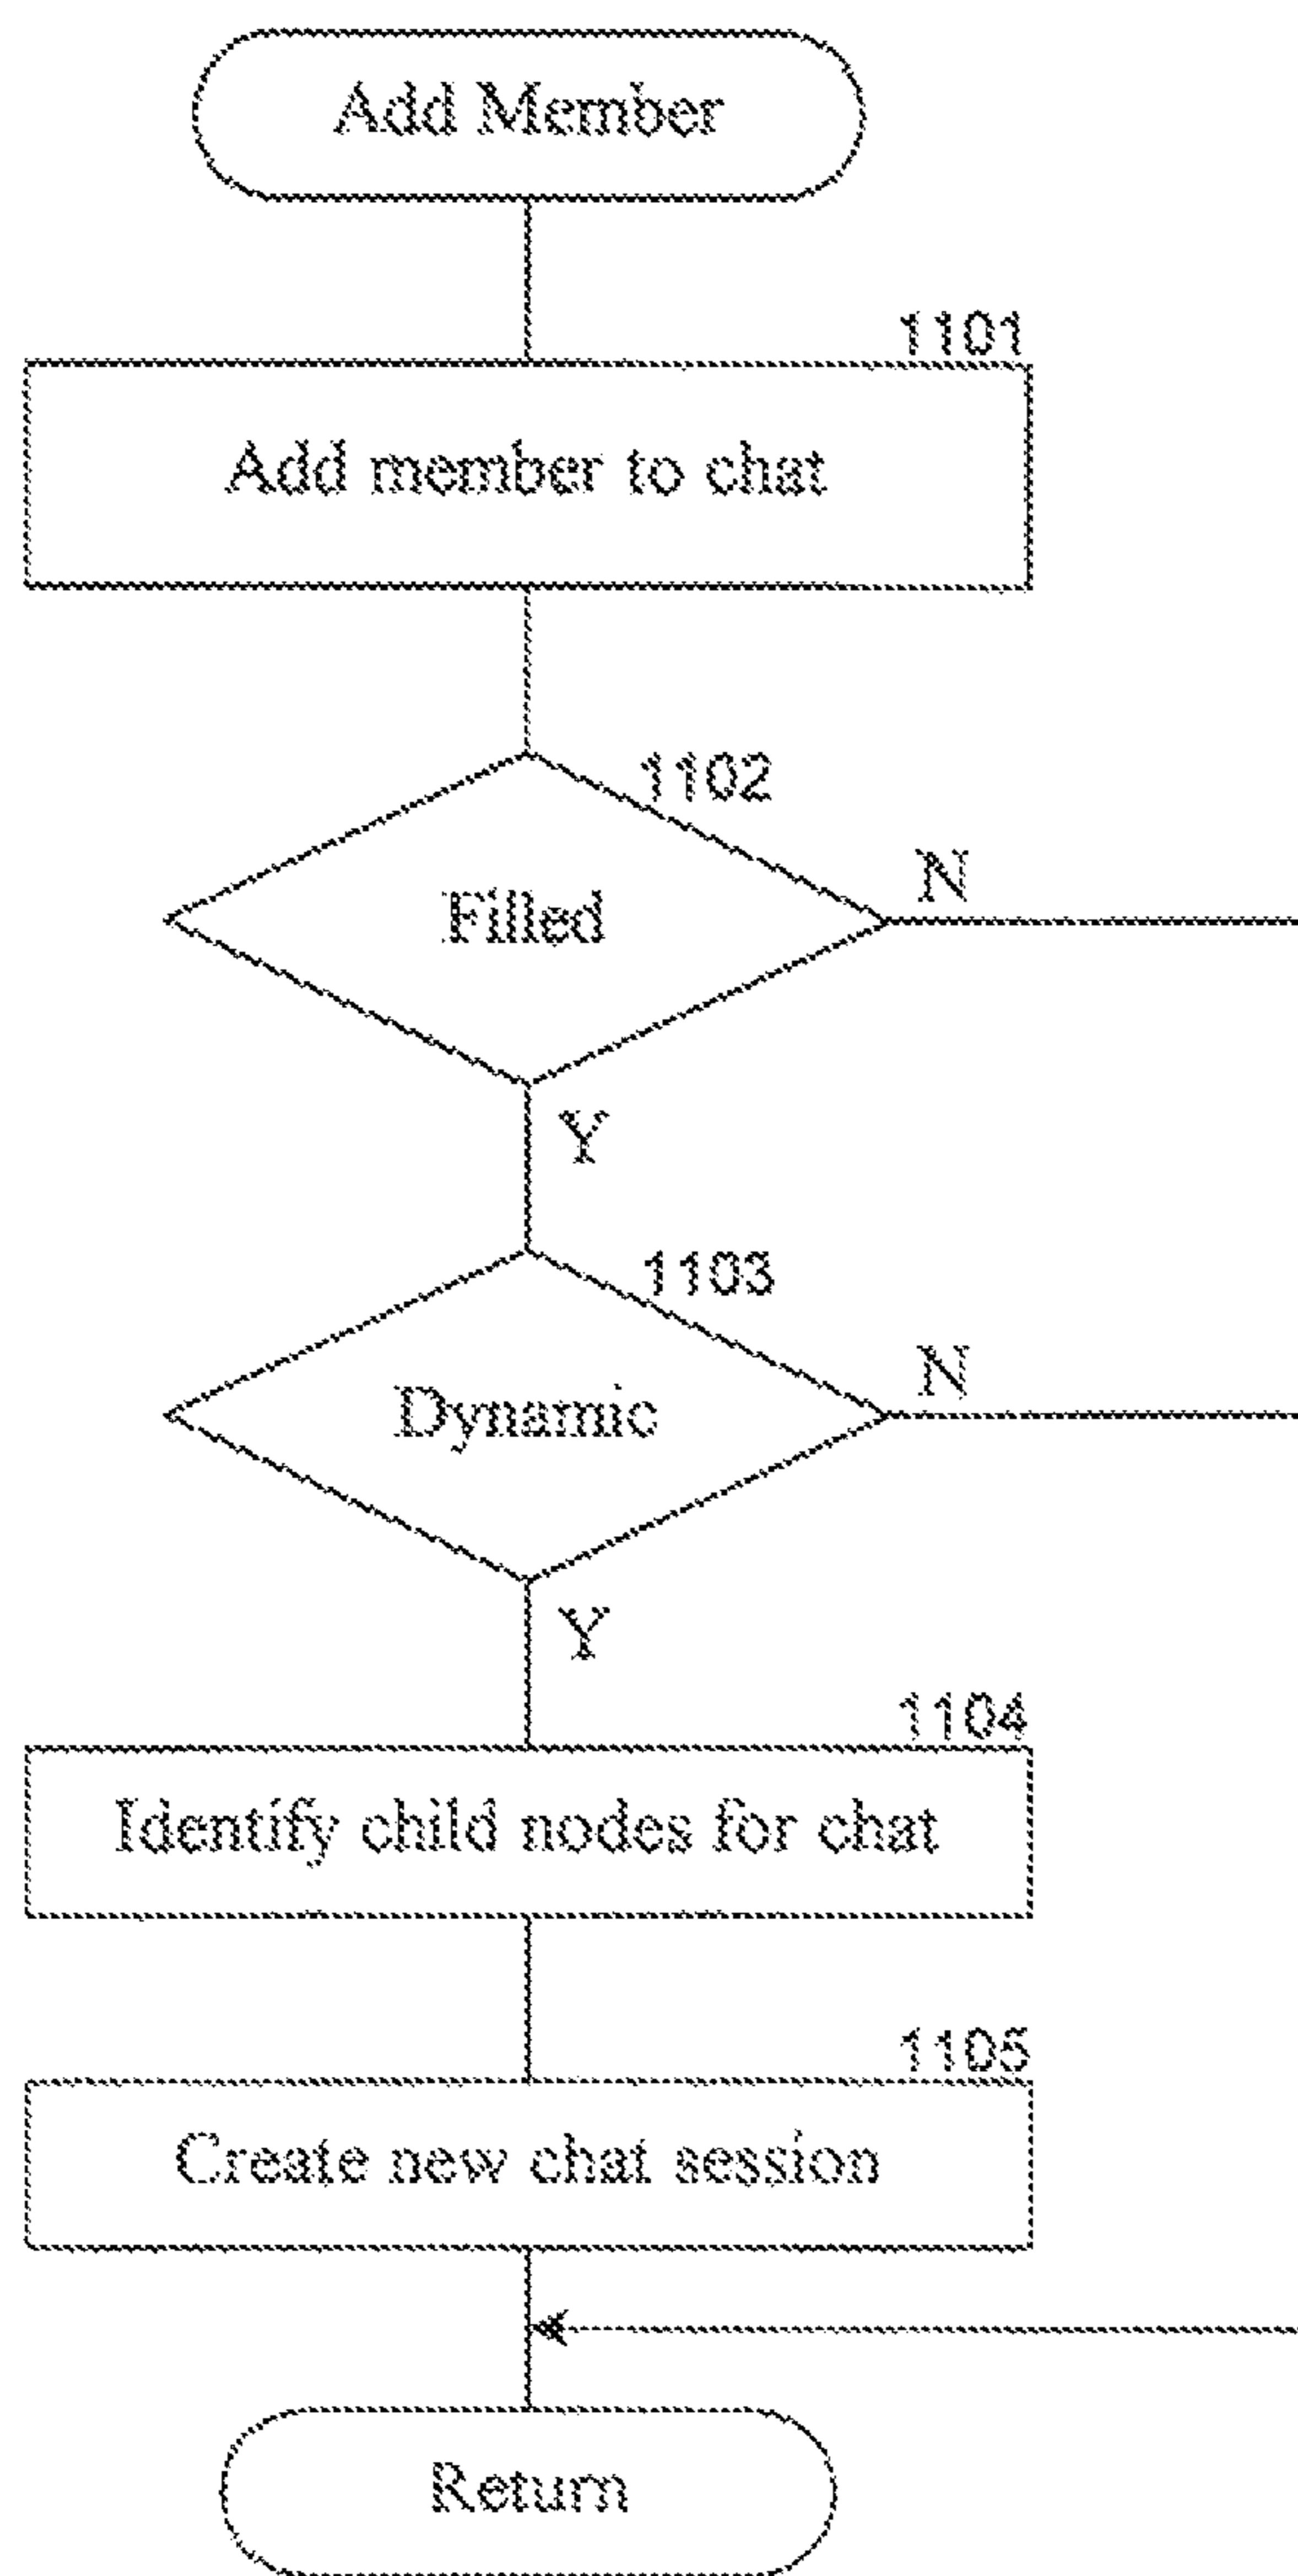 Add Member
1101
Add member to chat
1102
Filled
N
Y
1103
Dynamic
N
Y
1104
Identify child nodes for chat
1105
Create new chat session
Return